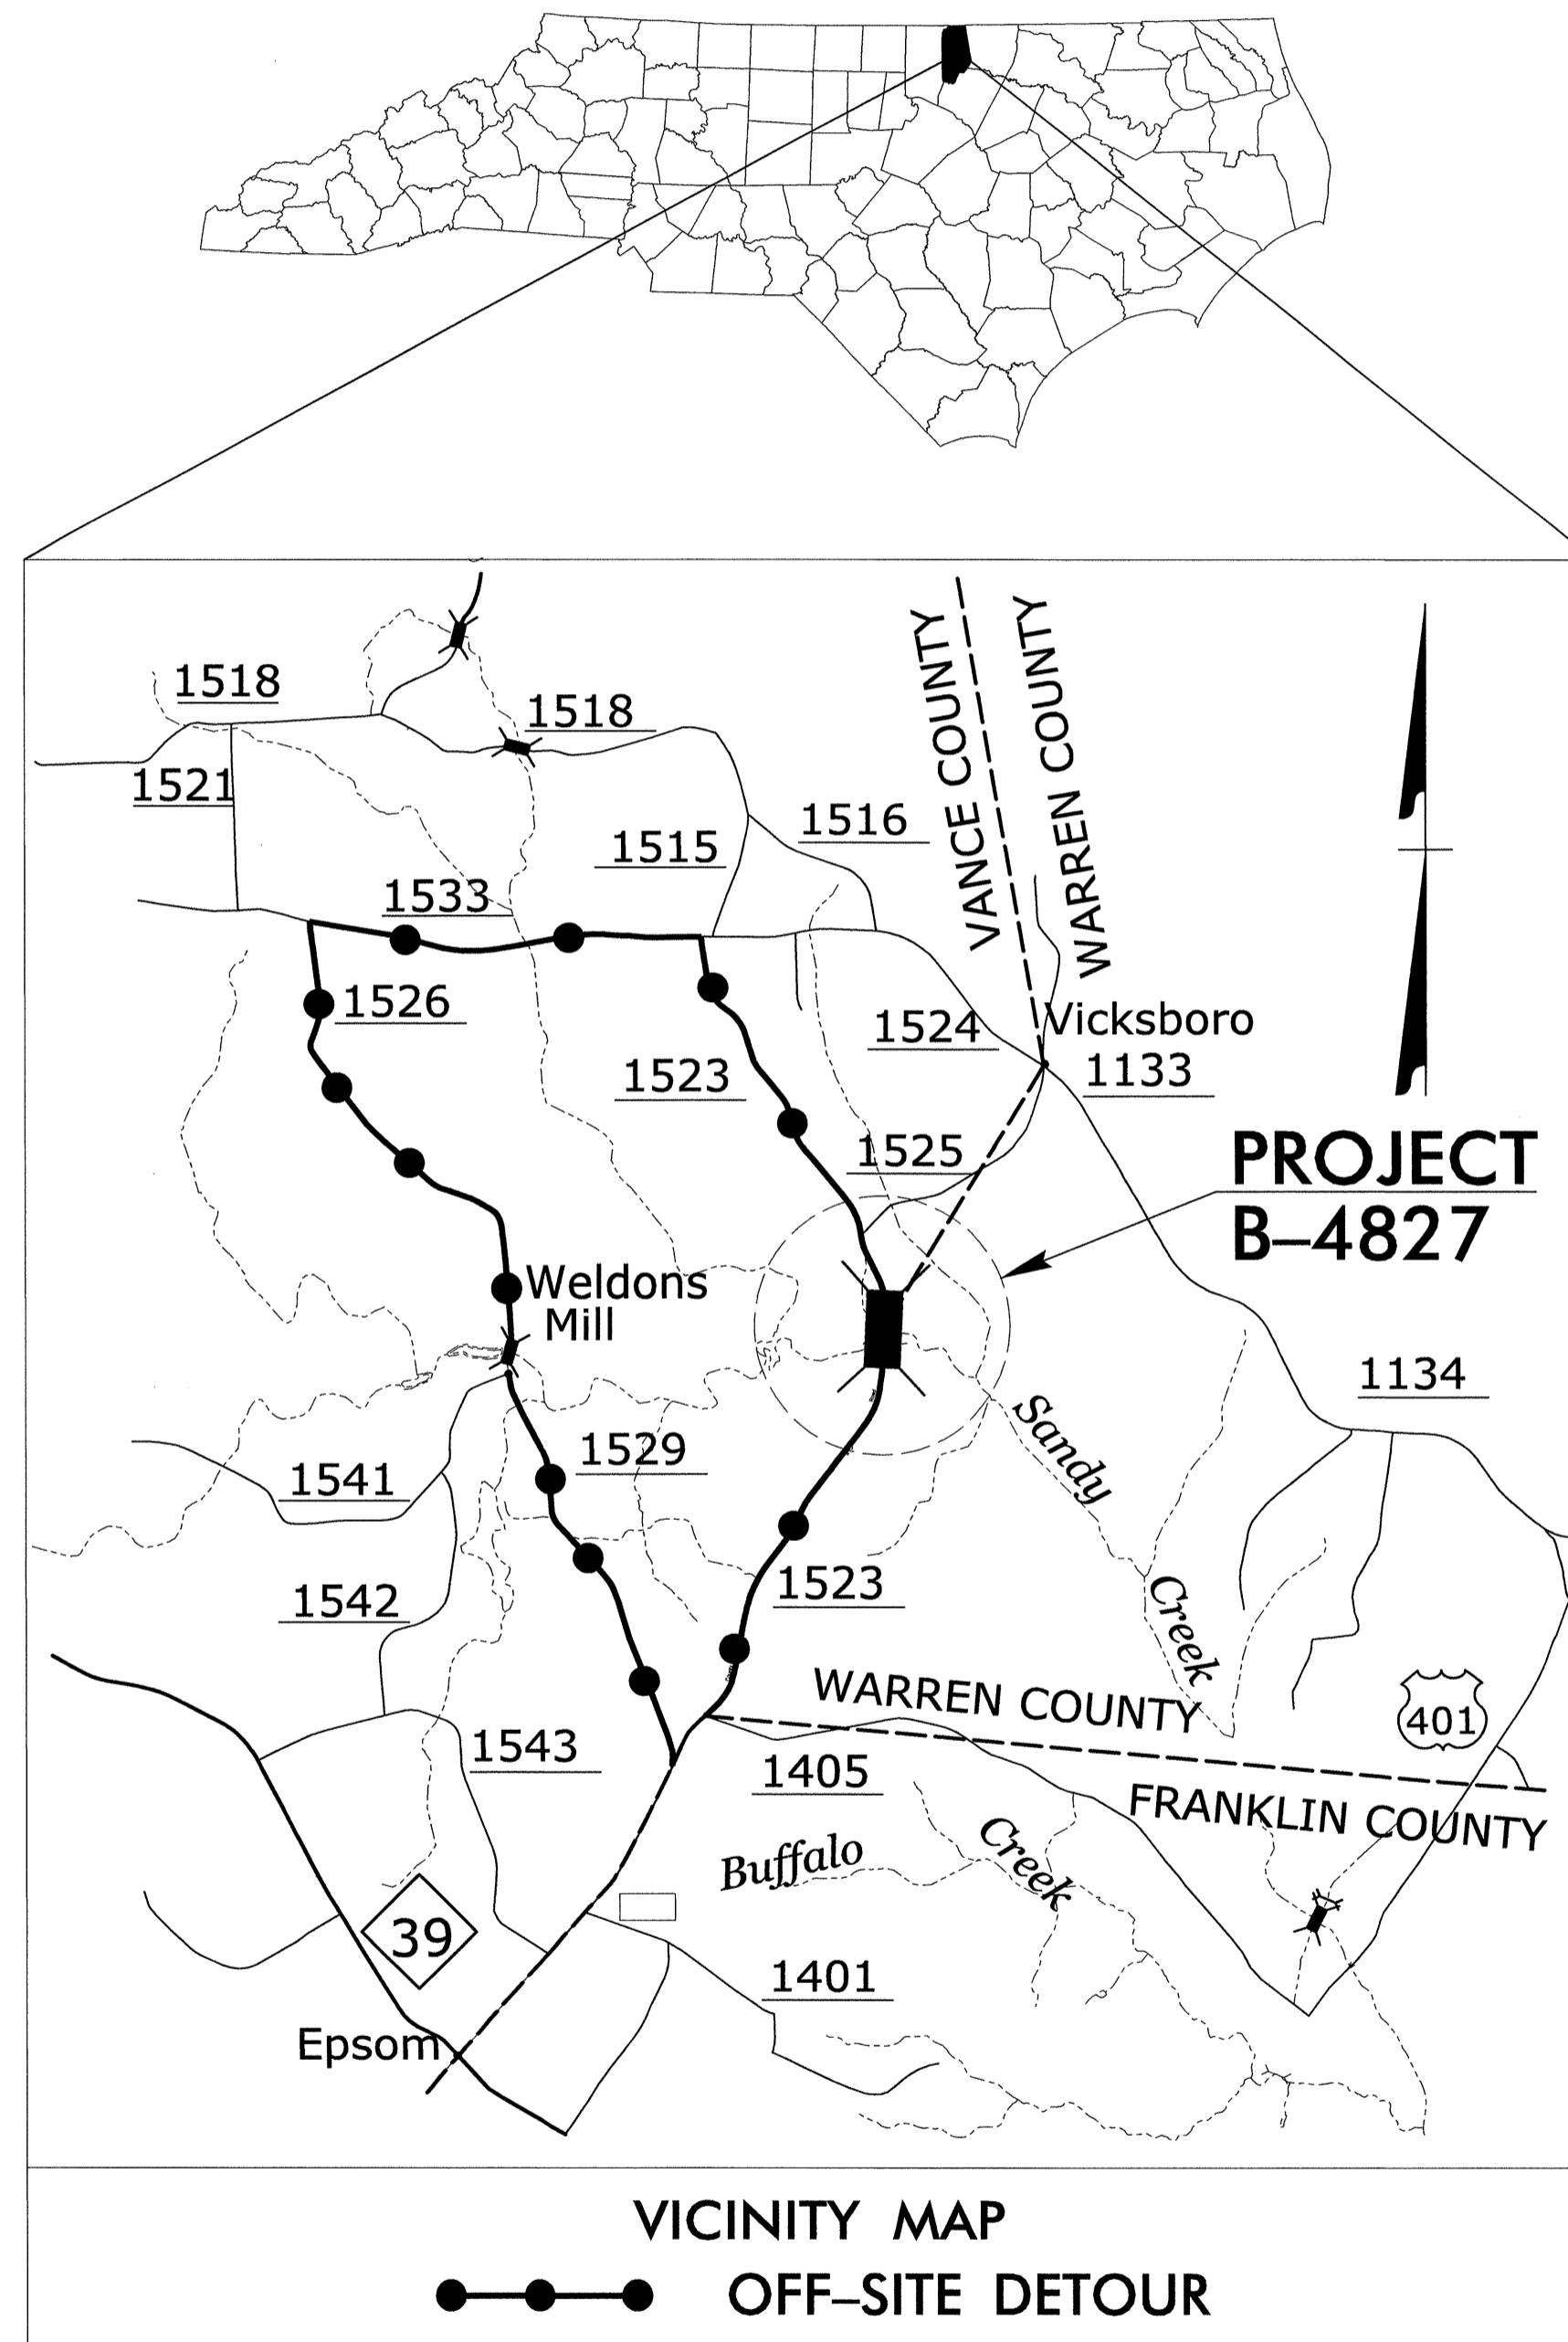 VANCE COUNTY
WARREN COUNTY
1518
1518
1521
1516
1515
1533
1526
1524
Vicksboro
1133
1523
1525
PROJECT
B–4827
Weldons
Mill
1134
Sandy
Creek
1529
1541
1523
1542
WARREN COUNTY
401
1543
1405
FRANKLIN COUNTY
Buffalo
Creek
39
1401
Epsom
VICINITY MAP
OFF–SITE DETOUR